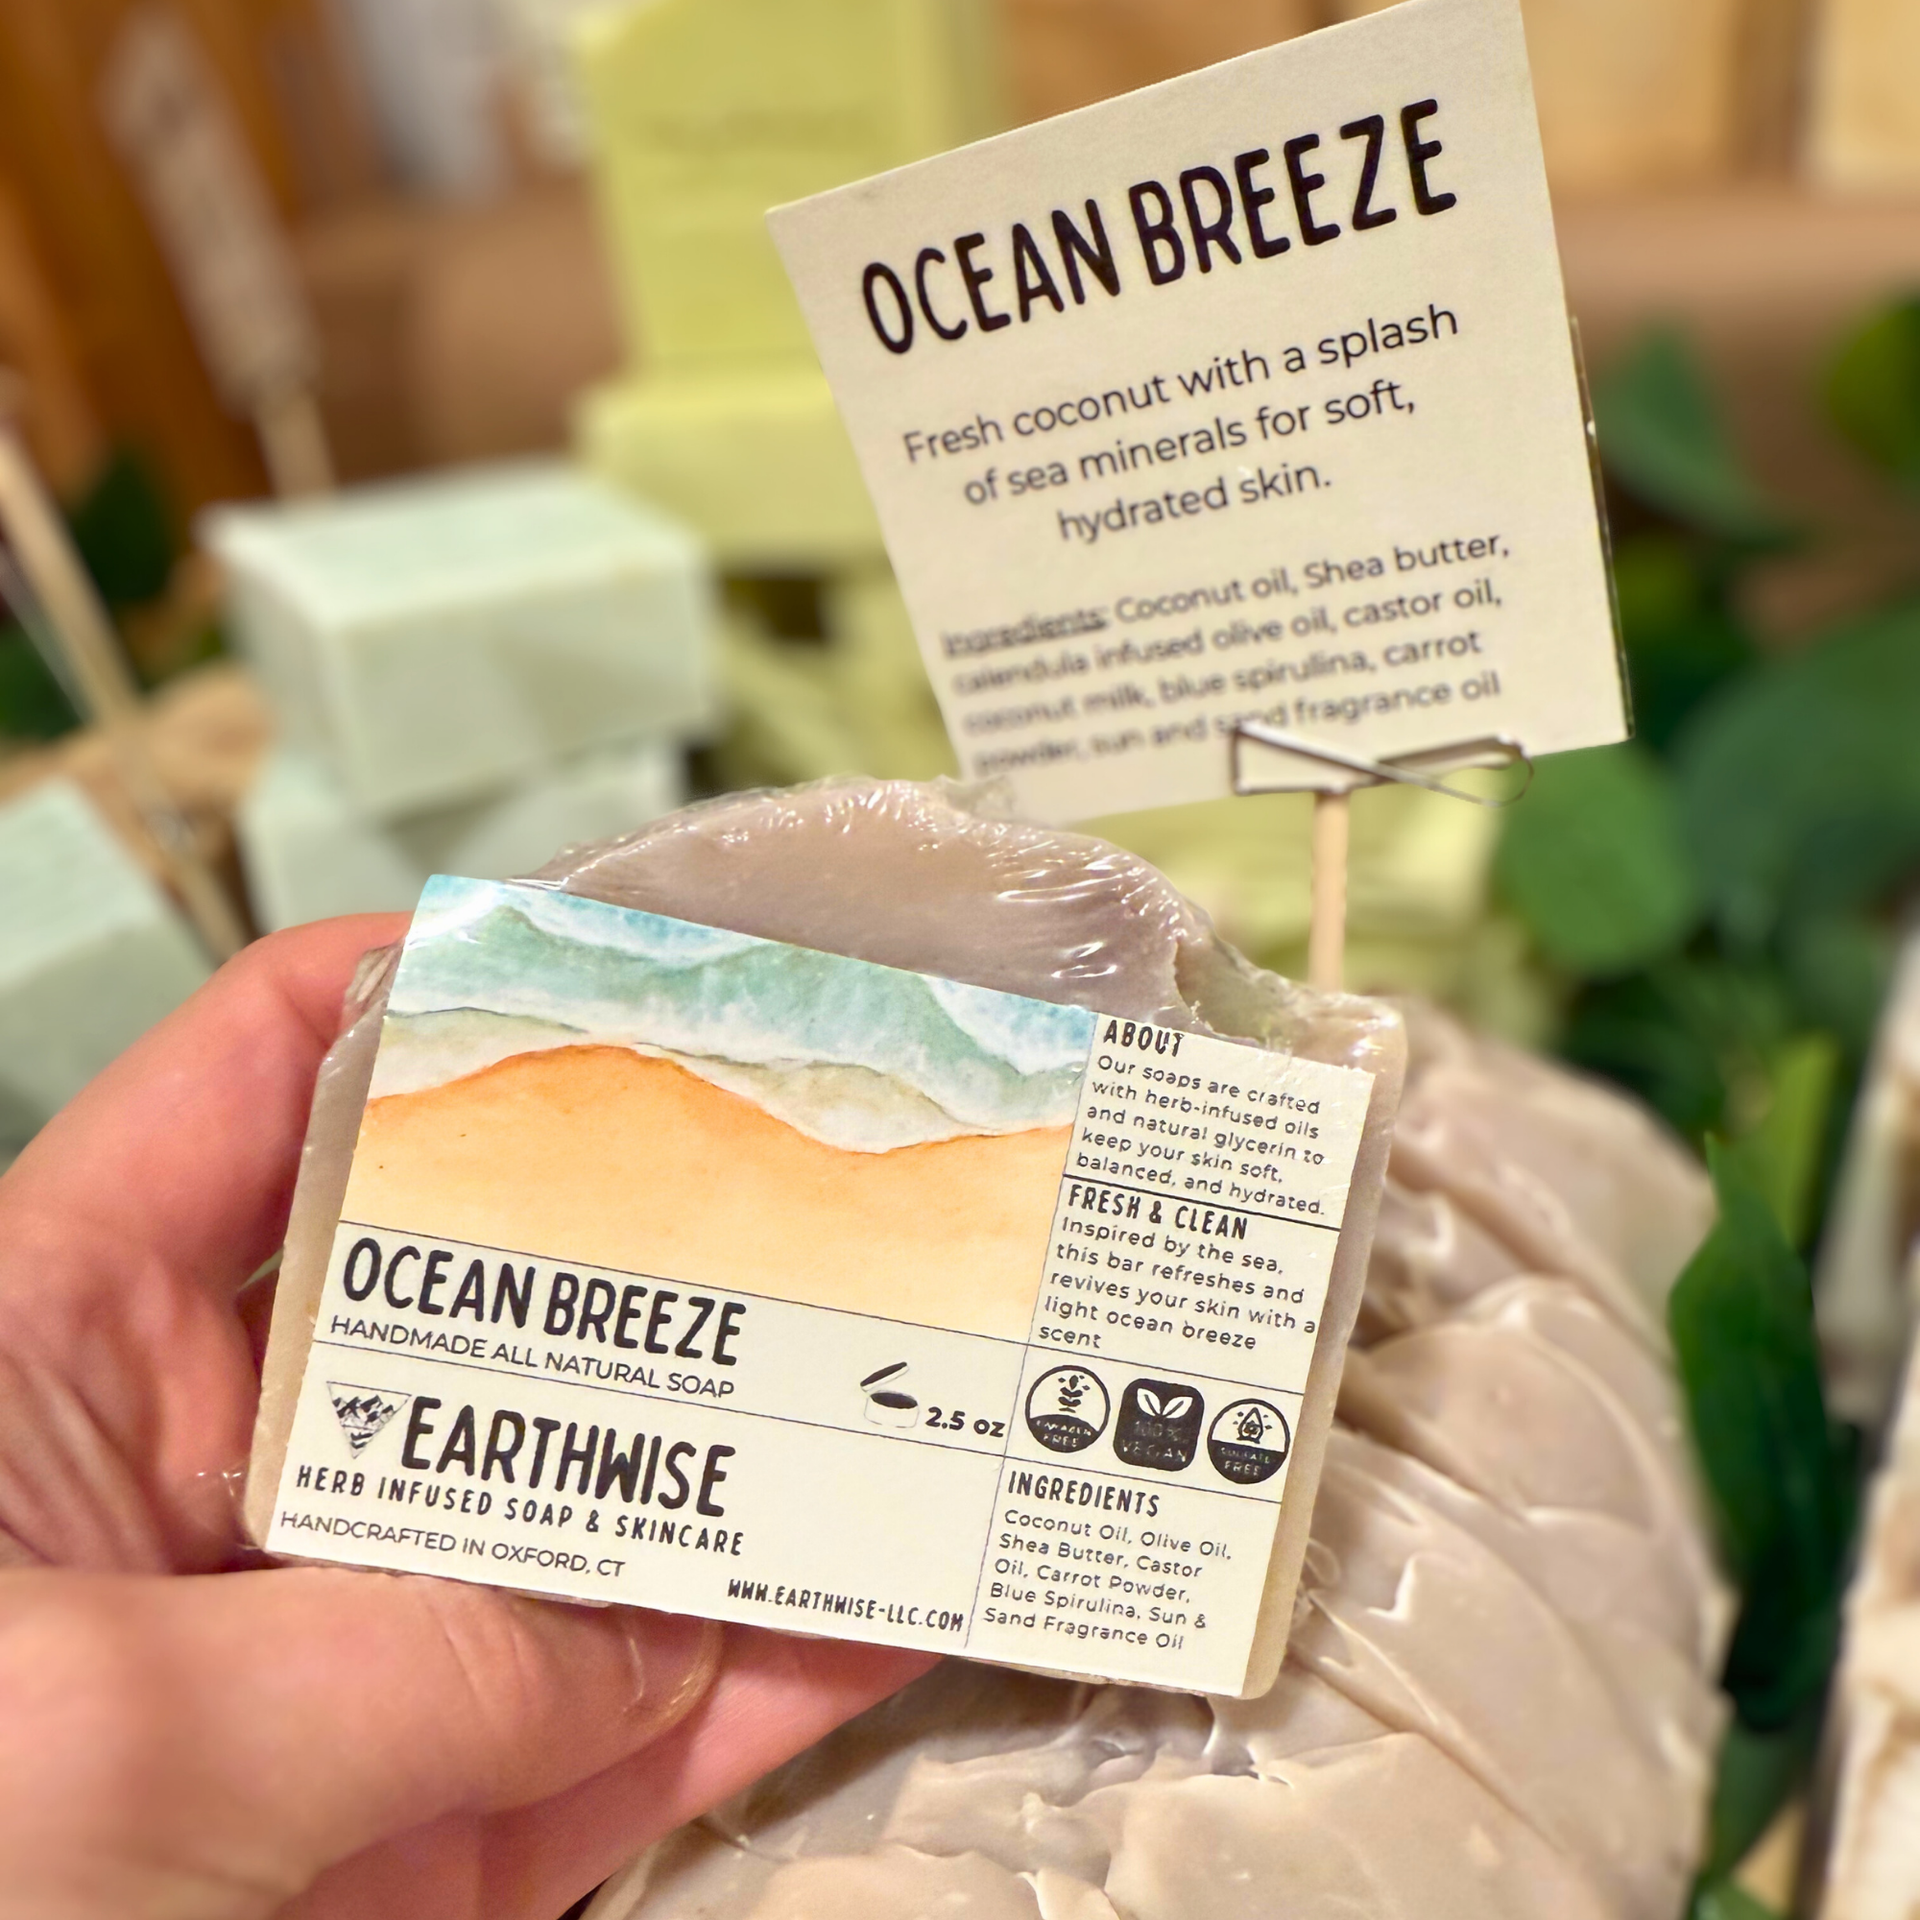 OCEAN BREEZE
Fresh coconut with a splash
of sea minerals for soft,
hydrated skin.
Ingredients: Coconut oil, Shea butter,
calendula infused olive oil, castor oil,
coconut milk, blue spirulina, carrot
powder, sun and sand fragrance oil
OCEAN BREEZE
HANDMADE ALL NATURAL SOAP
2.5 oz
EARTHWISE
HERB INFUSED SOAP & SKINCARE
HANDCRAFTED IN OXFORD, CT
WWW.EARTHWISE-LLC.COM
ABOUT
Our soaps are crafted
with herb-infused oils
and natural glycerin to
keep your skin soft,
balanced, and hydrated.
FRESH & CLEAN
Inspired by the sea,
this bar refreshes and
revives your skin with a
light ocean breeze
scent
FREE
100%
VEGAN
FREE
INGREDIENTS
Coconut Oil, Olive Oil,
Shea Butter, Castor
Oil, Carrot Powder,
Blue Spirulina, Sun &
Sand Fragrance Oil